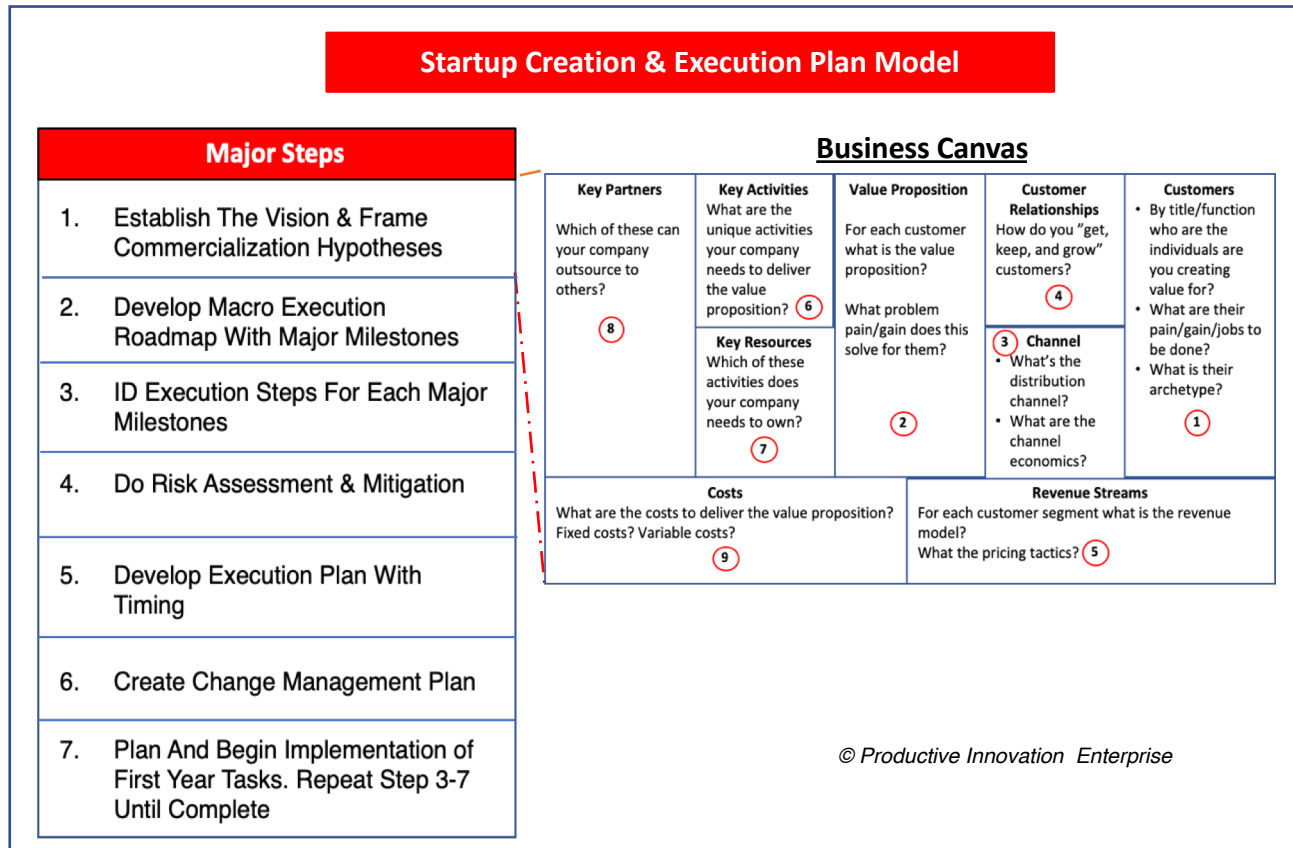 Startup Creation & Execution Plan Model
Major Steps
1. Establish The Vision & Frame
Commercialization Hypotheses
2. Develop Macro Execution
Roadmap With Major Milestones
3. ID Execution Steps For Each Major
Milestones
4. Do Risk Assessment & Mitigation
5. Develop Execution Plan With
Timing
6. Create Change Management Plan
7. Plan And Begin Implementation of
First Year Tasks. Repeat Step 3-7
Until Complete
Business Canvas
Key Partners
Which of these can
your company
outsource to
others?
8
Key Activities
What are the
unique activities
your company
needs to deliver
the value
proposition? 6
Key Resources
Which of these
activities does
your company
needs to own?
7
Value Proposition
For each customer
what is the value
proposition?
What problem
pain/gain does this
solve for them?
2
Customer
Relationships
How do you "get,
keep, and grow"
customers?
4
3 Channel
• What's the
distribution
channel?
• What are the
channel
economics?
Customers
• By title/function
who are the
individuals are
you creating
value for?
• What are their
pain/gain/jobs to
be done?
• What is their
archetype?
1
Costs
What are the costs to deliver the value proposition?
Fixed costs? Variable costs?
9
Revenue Streams
For each customer segment what is the revenue
model?
What the pricing tactics? 5
© Productive Innovation Enterprise